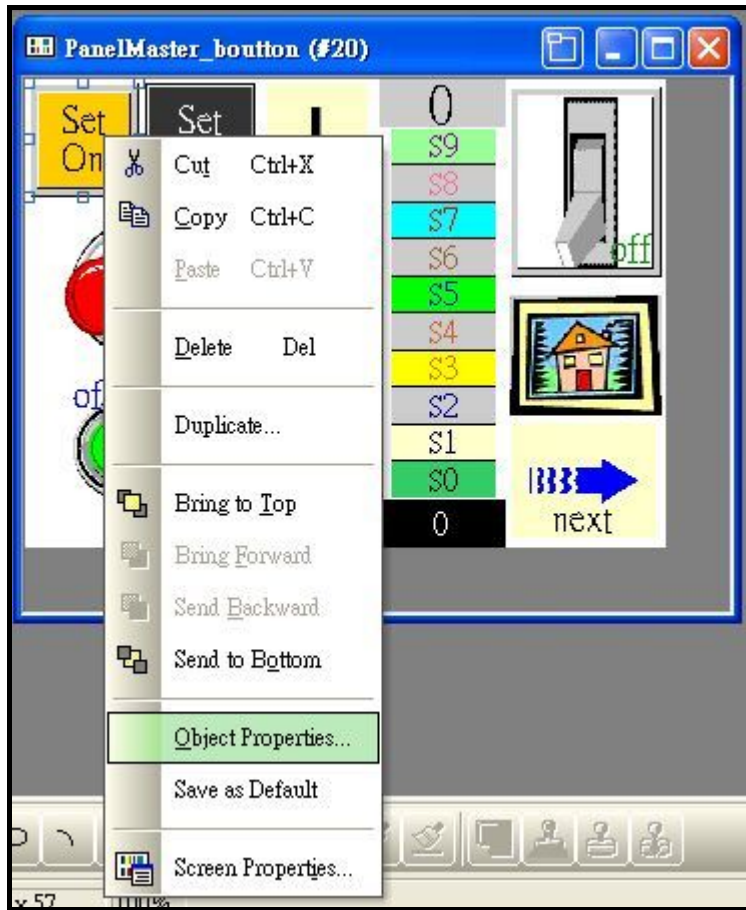 PanelMaster_boutton (#20)
Set
On
Set
0
S9
S8
S7
S6
S5
S4
S3
S2
S1
S0
0
off
next
Cut Ctrl+X
Copy Ctrl+C
Paste Ctrl+V
Delete Del
Duplicate...
Bring to Top
Bring Forward
Send Backward
Send to Bottom
Object Properties...
Save as Default
Screen Properties...
of
x 57
100%